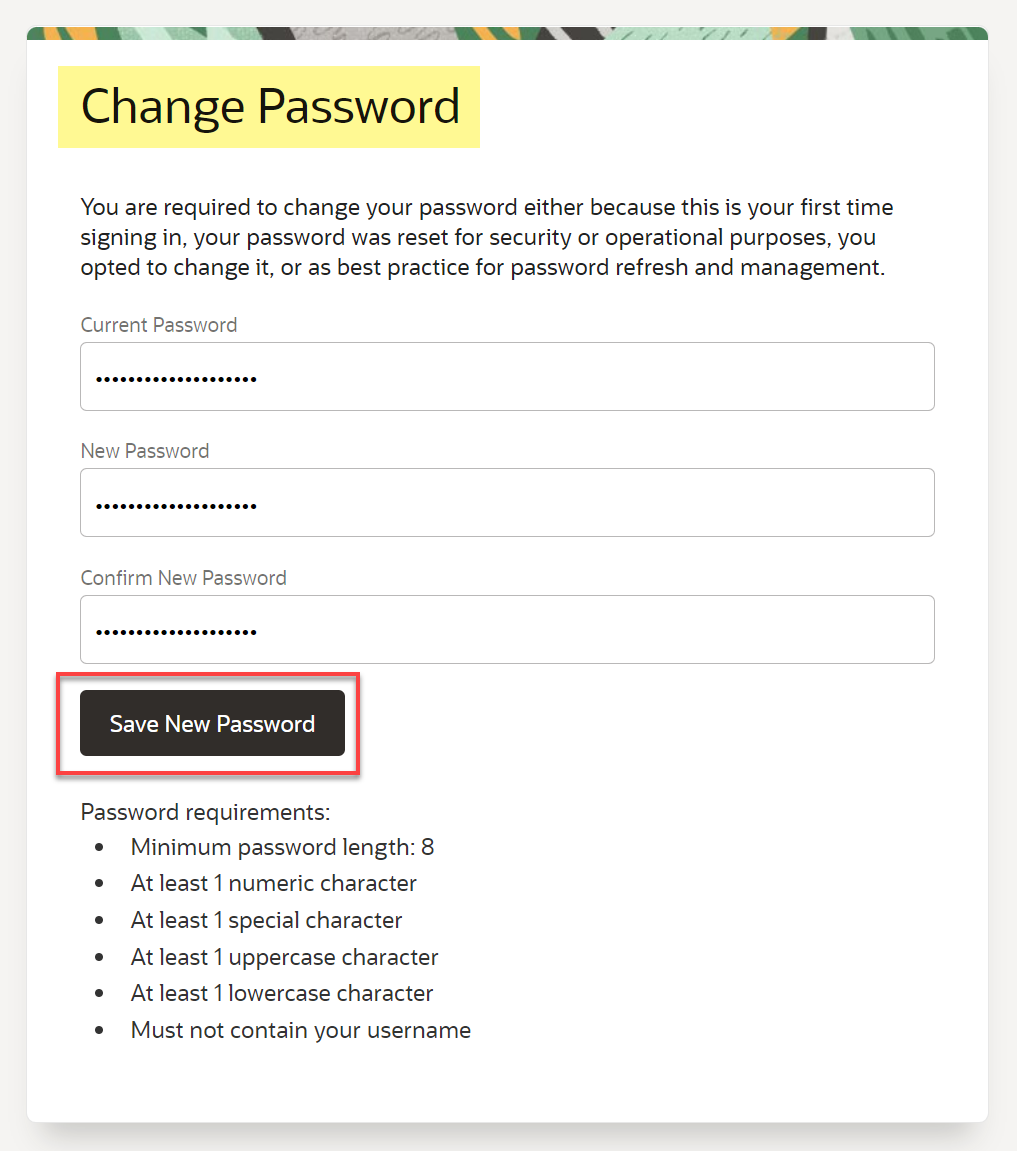 Change Password
You are required to change your password either because this is your first time
signing in, your password was reset for security or operational purposes, you
opted to change it, or as best practice for password refresh and management.
Current Password
••••••••••••••••••••
New Password
••••••••••••••••••••
Confirm New Password
••••••••••••••••••••
Save New Password
Password requirements:
• Minimum password length: 8
• At least 1 numeric character
• At least 1 special character
• At least 1 uppercase character
• At least 1 lowercase character
• Must not contain your username